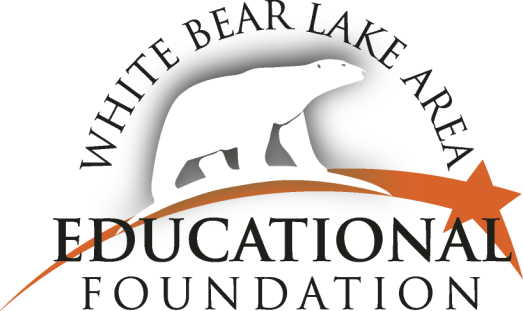 WHITE BEAR LAKE AREA
EDUCATIONAL
FOUNDATION